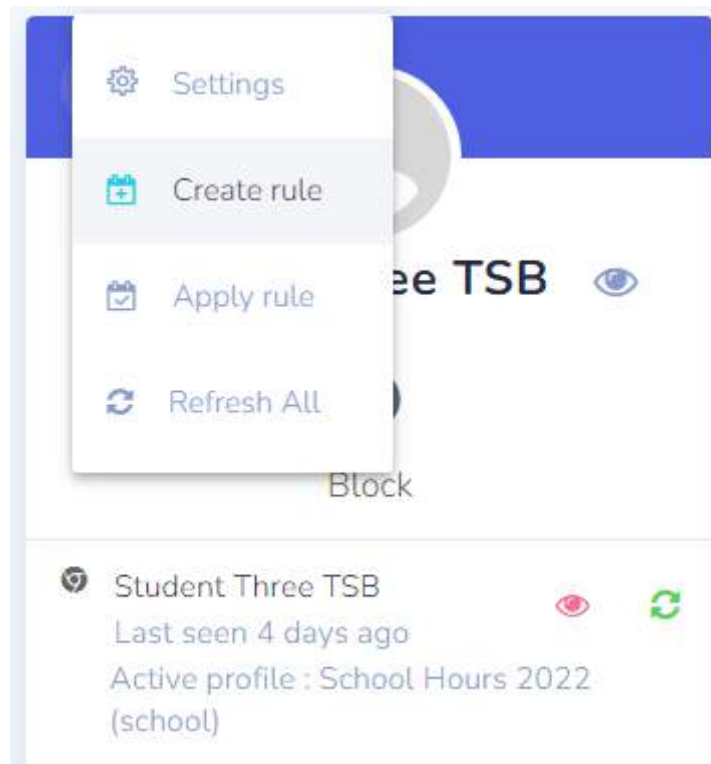 Settings
Create rule
Apply rule
Refresh All
ee TSB
Block
Student Three TSB
Last seen 4 days ago
Active profile : School Hours 2022
(school)